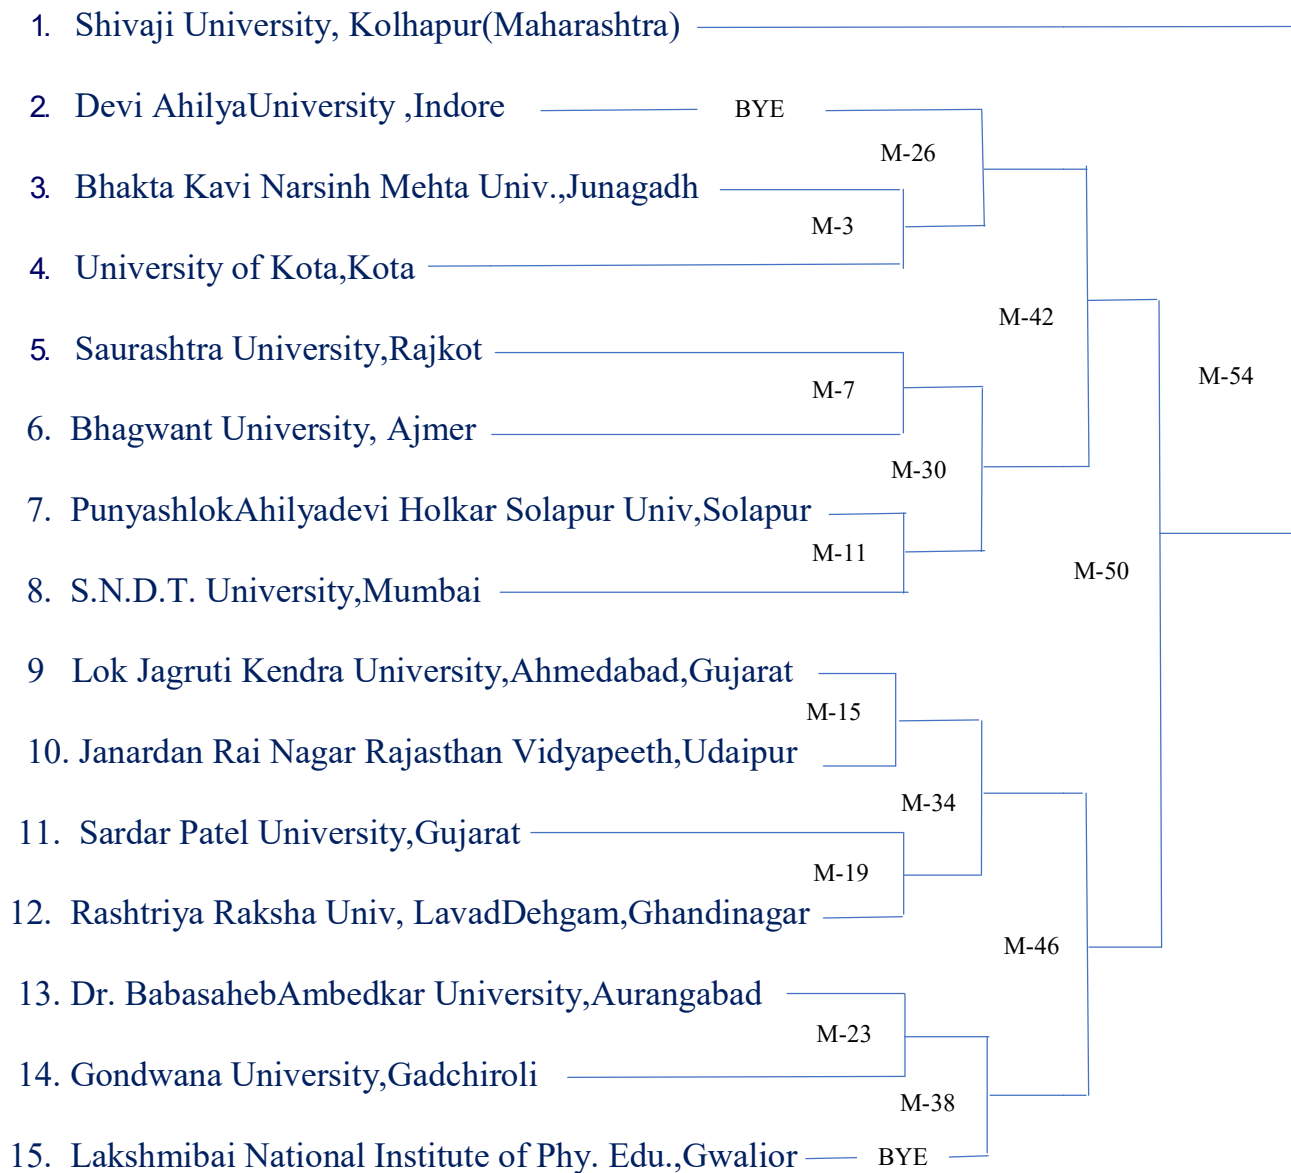 1. Shivaji University, Kolhapur(Maharashtra)
2. Devi AhilyaUniversity ,Indore BYE
M-26
3. Bhakta Kavi Narsinh Mehta Univ.,Junagadh
M-3
4. University of Kota,Kota
M-42
5. Saurashtra University,Rajkot
M-54
M-7
6. Bhagwant University, Ajmer
M-30
7. PunyashlokAhilyadevi Holkar Solapur Univ,Solapur
M-11
M-50
8. S.N.D.T. University,Mumbai
9 Lok Jagruti Kendra University,Ahmedabad,Gujarat
M-15
10. Janardan Rai Nagar Rajasthan Vidyapeeth,Udaipur
M-34
11. Sardar Patel University,Gujarat
M-19
12. Rashtriya Raksha Univ, LavadDehgam,Ghandinagar
M-46
13. Dr. BabasahebAmbedkar University,Aurangabad
M-23
14. Gondwana University,Gadchiroli
M-38
15. Lakshmibai National Institute of Phy. Edu.,Gwalior BYE